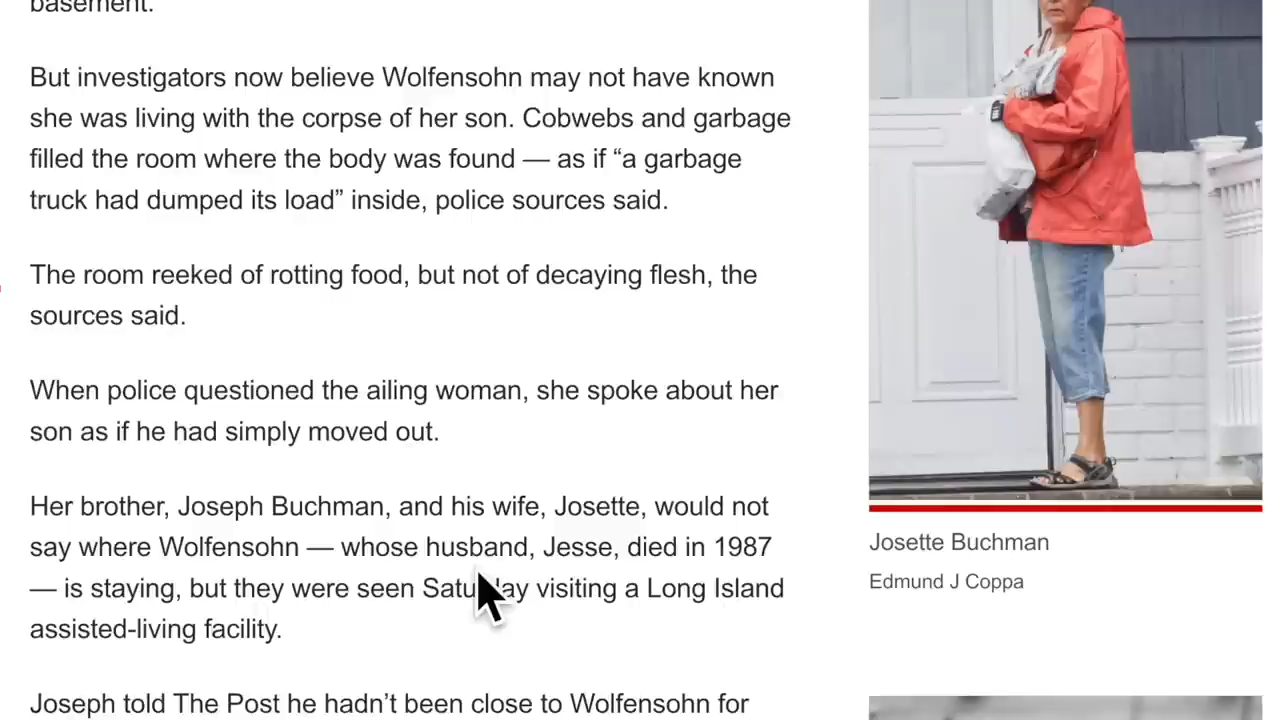 basement.
But investigators now believe Wolfensohn may not have known
she was living with the corpse of her son. Cobwebs and garbage
filled the room where the body was found — as if “a garbage
truck had dumped its load” inside, police sources said.
The room reeked of rotting food, but not of decaying flesh, the
sources said.
When police questioned the ailing woman, she spoke about her
son as if he had simply moved out.
Her brother, Joseph Buchman, and his wife, Josette, would not
say where Wolfensohn — whose husband, Jesse, died in 1987
— is staying, but they were seen Saturday visiting a Long Island
assisted-living facility.
Joseph told The Post he hadn’t been close to Wolfensohn for
Josette Buchman
Edmund J Coppa